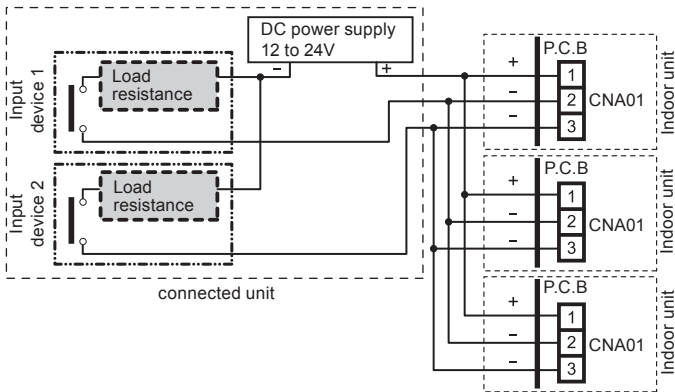 DC power supply
12 to 24V
− +
Input
device 1
Load
resistance
Input
device 2
Load
resistance
connected unit
P.C.B
+ 1
− 2 CNA01
− 3
Indoor unit
P.C.B
+ 1
− 2 CNA01
− 3
Indoor unit
P.C.B
+ 1
− 2 CNA01
− 3
Indoor unit